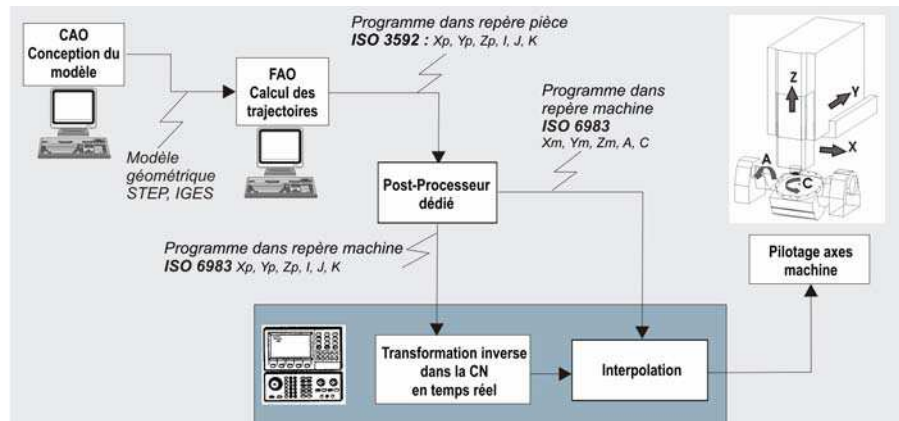 CAO
Conception du
modèle
Modèle
géométrique
STEP, IGES
FAO
Calcul des
trajectoires
Programme dans repère pièce
ISO 3592 : Xp, Yp, Zp, I, J, K
Programme dans
repère machine
ISO 6983
Xm, Ym, Zm, A, C
Post-Processeur
dédié
Programme dans repère machine
ISO 6983 Xp, Yp, Zp, I, J, K
Z
Y
X
A
C
Pilotage axes
machine
Transformation inverse
dans la CN
en temps réel
Interpolation